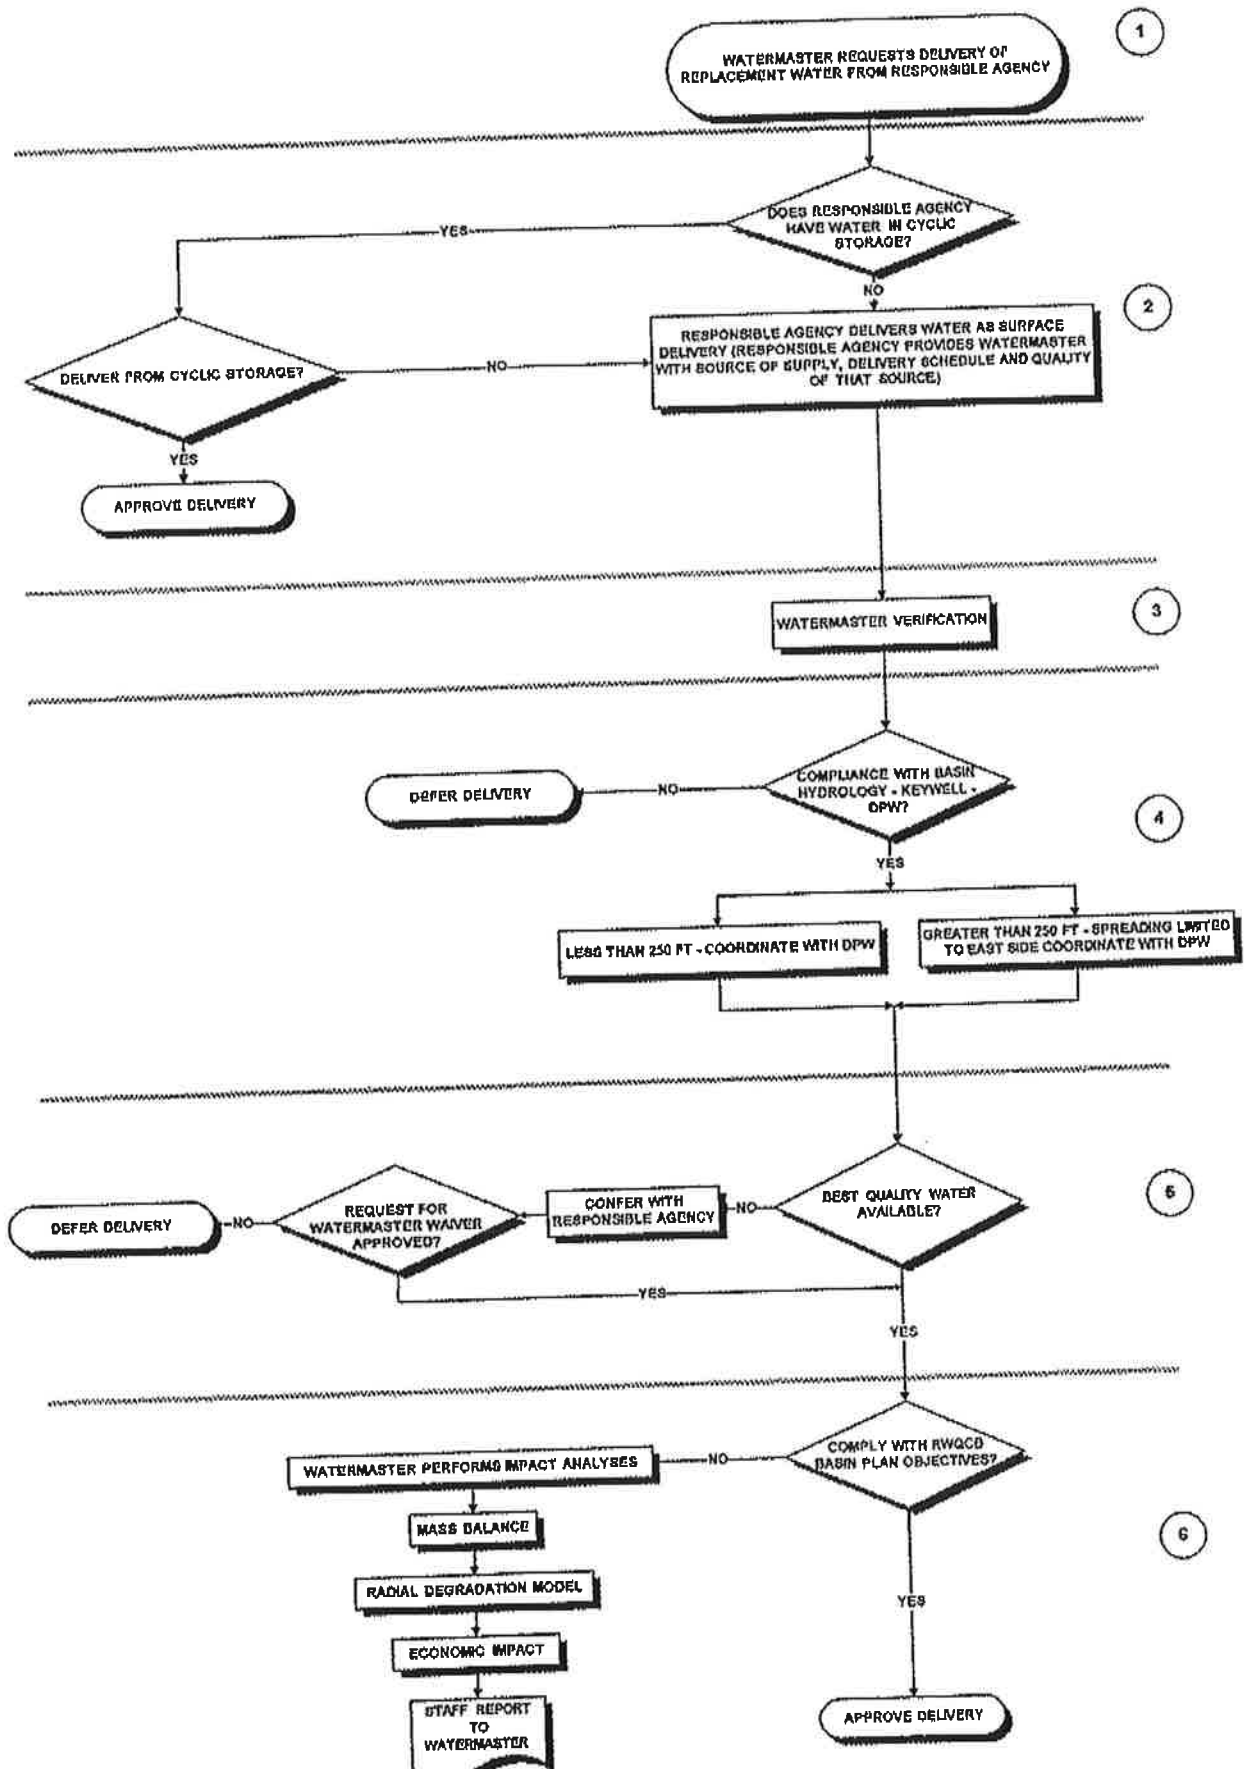 1
WATERMASTER REQUESTS DELIVERY OF
REPLACEMENT WATER FROM RESPONSIBLE AGENCY
DOES RESPONSIBLE AGENCY
HAVE WATER IN CYCLIC
STORAGE?
YES
NO
2
RESPONSIBLE AGENCY DELIVERS WATER AS SURFACE
DELIVERY (RESPONSIBLE AGENCY PROVIDES WATERMASTER
WITH SOURCE OF SUPPLY, DELIVERY SCHEDULE AND QUALITY
OF THAT SOURCE)
DELIVER FROM CYCLIC STORAGE?
NO
YES
APPROVE DELIVERY
3
WATERMASTER VERIFICATION
COMPLIANCE WITH BASIN
HYDROLOGY - KEYWELL -
DPW?
NO
DEFER DELIVERY
4
YES
LESS THAN 250 FT - COORDINATE WITH DPW
GREATER THAN 250 FT - SPREADING LIMITED
TO EAST SIDE COORDINATE WITH DPW
5
BEST QUALITY WATER
AVAILABLE?
NO
CONFER WITH
RESPONSIBLE AGENCY
REQUEST FOR
WATERMASTER WAIVER
APPROVED?
NO
DEFER DELIVERY
YES
YES
COMPLY WITH RWQCB
BASIN PLAN OBJECTIVES?
NO
WATERMASTER PERFORMS IMPACT ANALYSES
MASS BALANCE
6
RADIAL DEGRADATION MODEL
YES
ECONOMIC IMPACT
STAFF REPORT
TO
WATERMASTER
APPROVE DELIVERY